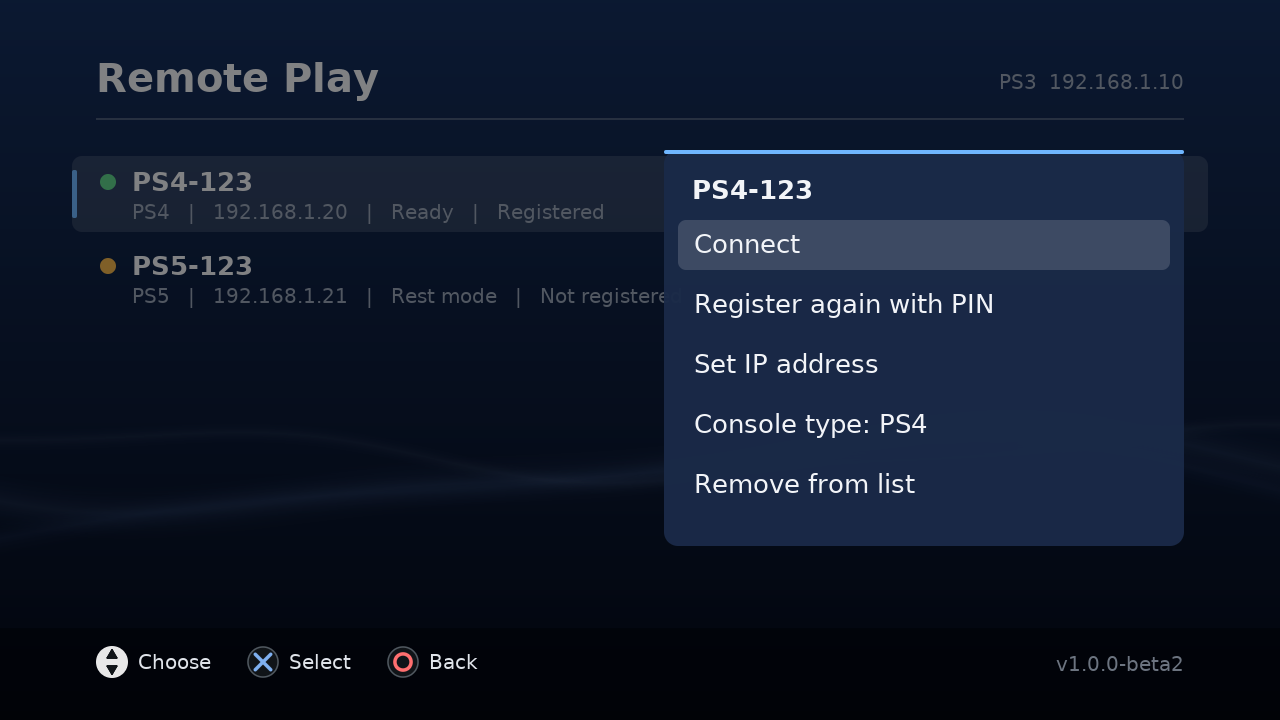 Remote Play
PS3 192.168.1.10
PS4-123
PS4 | 192.168.1.20 | Ready | Registered
PS5-123
PS5 | 192.168.1.21 | Rest mode | Not registered
PS4-123
Connect
Register again with PIN
Set IP address
Console type: PS4
Remove from list
Choose
Select
Back
v1.0.0-beta2